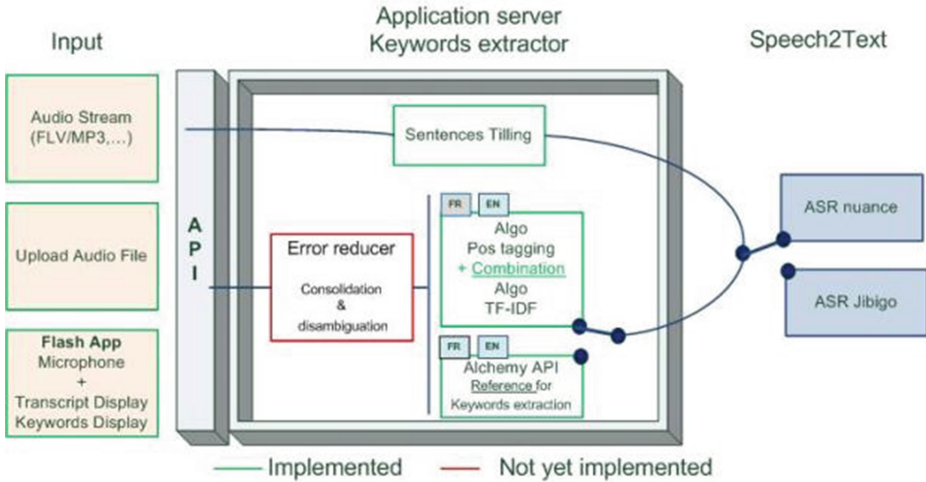 Input
Application server
Keywords extractor
Speech2Text
Audio Stream
(FLV/MP3,...)
Upload Audio File
Flash App
Microphone
+
Transcript Display
Keywords Display
A
P
I
Sentences Tilling
Error reducer
Consolidation
&
disambiguation
FR EN
Algo
Pos tagging
+ Combination
Algo
TF-IDF
FR EN
Alchemy API
Reference for
Keywords extraction
ASR nuance
ASR Jibigo
Implemented
Not yet implemented